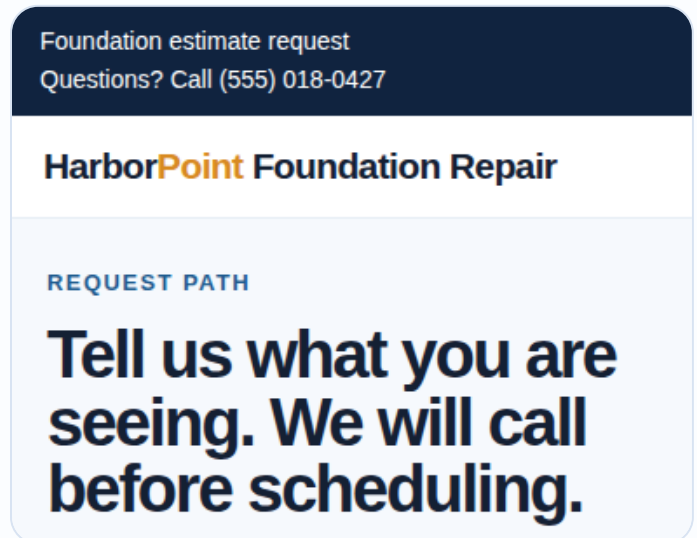 Foundation estimate request
Questions? Call (555) 018-0427
HarborPoint Foundation Repair
REQUEST PATH
Tell us what you are
seeing. We will call
before scheduling.